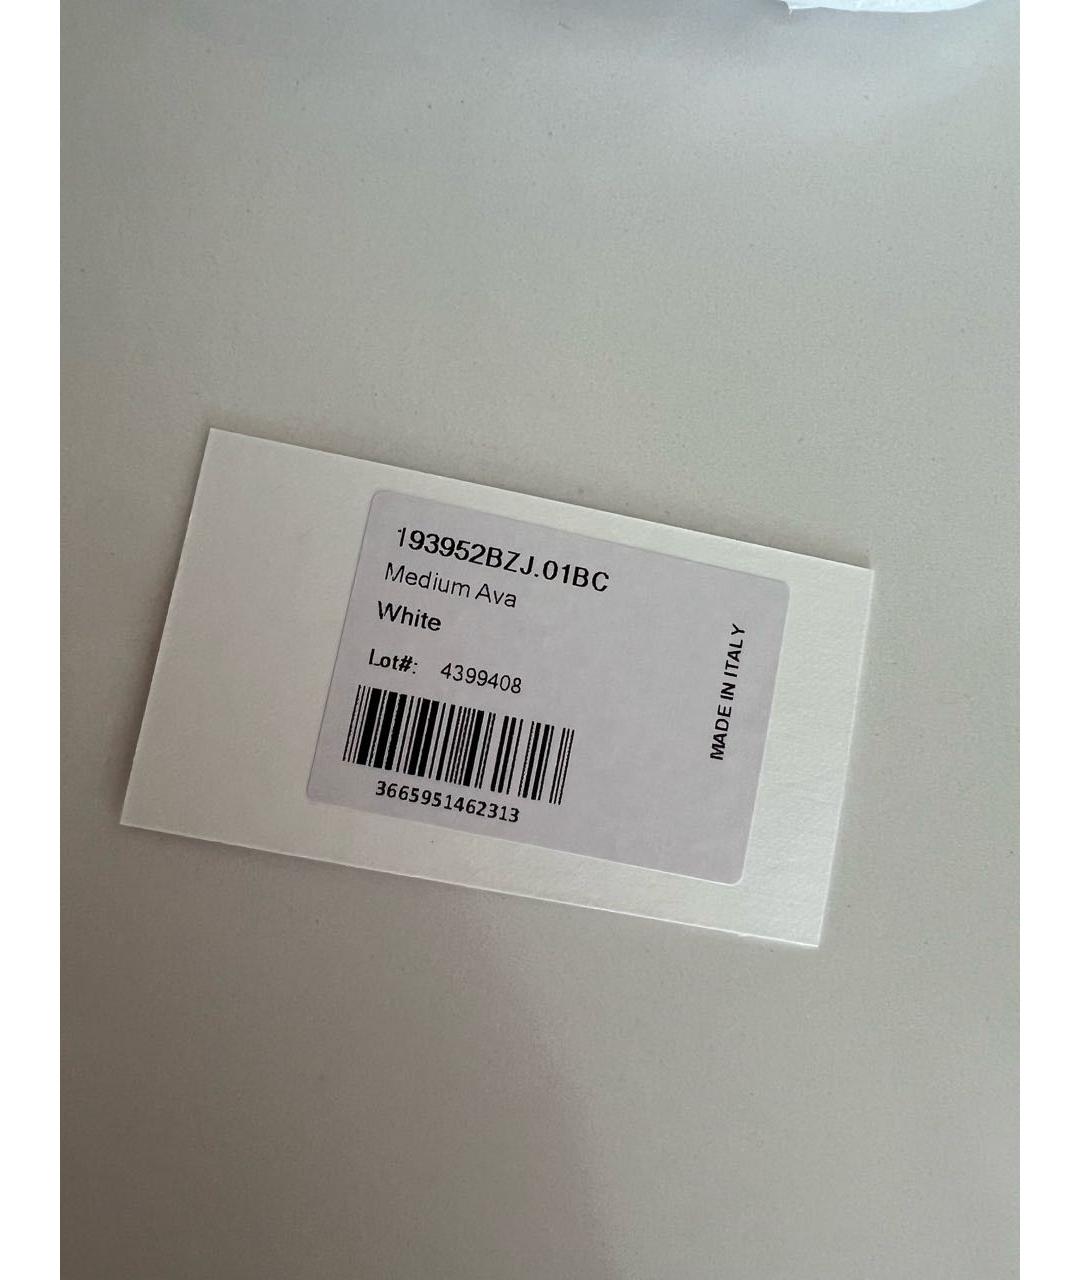 193952BZJ.01BC
Medium Ava
White
Lot#: 4399408
3665951462313
MADE IN ITALY